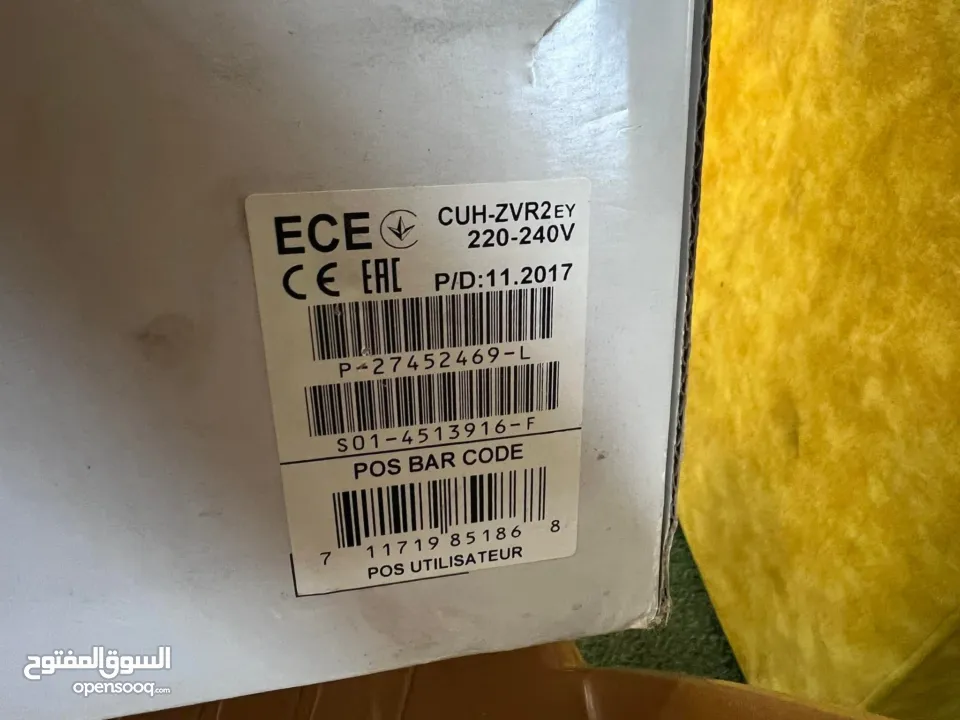 ECE CUH-ZVR2EY
220-240V
CE EAC P/D:11.2017
P-27452469-L
S01-4513916-F
POS BAR CODE
7 11719 85186 8
POS UTILISATEUR
السوق المفتوح
opensooq.com